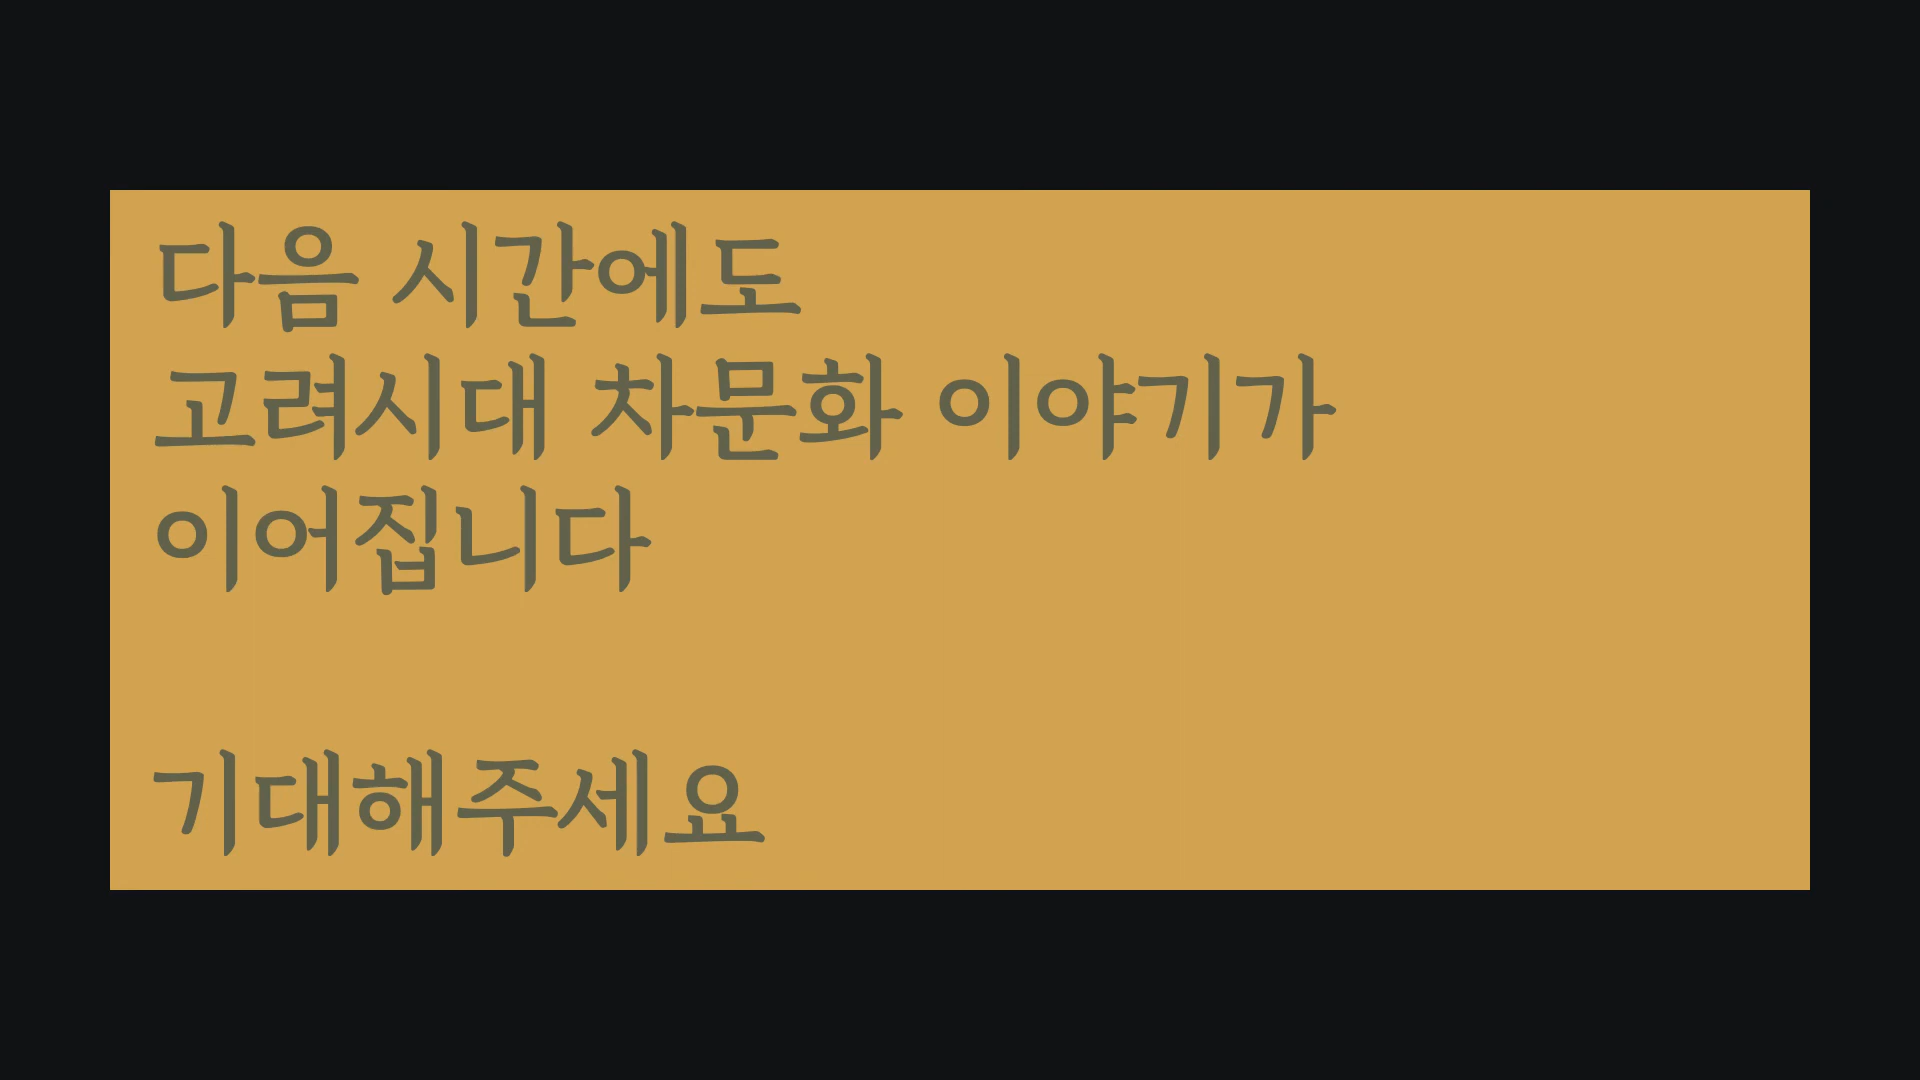 다음 시간에도
고려시대 차문화 이야기가
이어집니다
기대해주세요